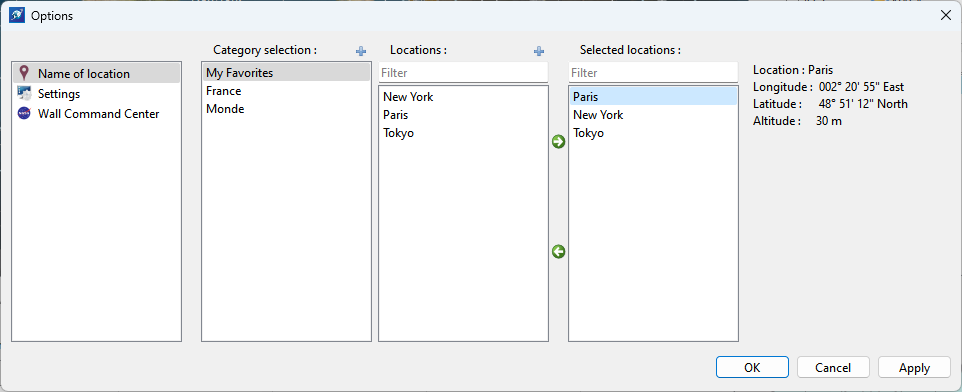 Options
Category selection :
Locations :
Selected locations :
Name of location
Settings
Wall Command Center
My Favorites
France
Monde
Filter
New York
Paris
Tokyo
Filter
Paris
New York
Tokyo
Location : Paris
Longitude : 002° 20' 55" East
Latitude : 48° 51' 12" North
Altitude : 30 m
OK
Cancel
Apply